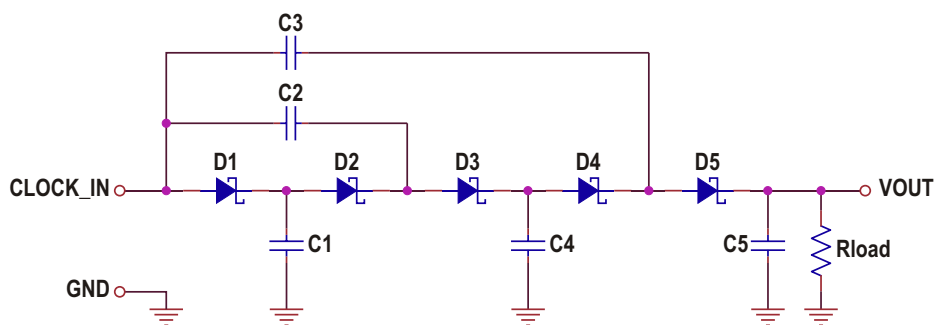 C3
C2
D1 D2 D3 D4 D5
CLOCK_IN VOUT
C1 C4 C5 Rload
GND